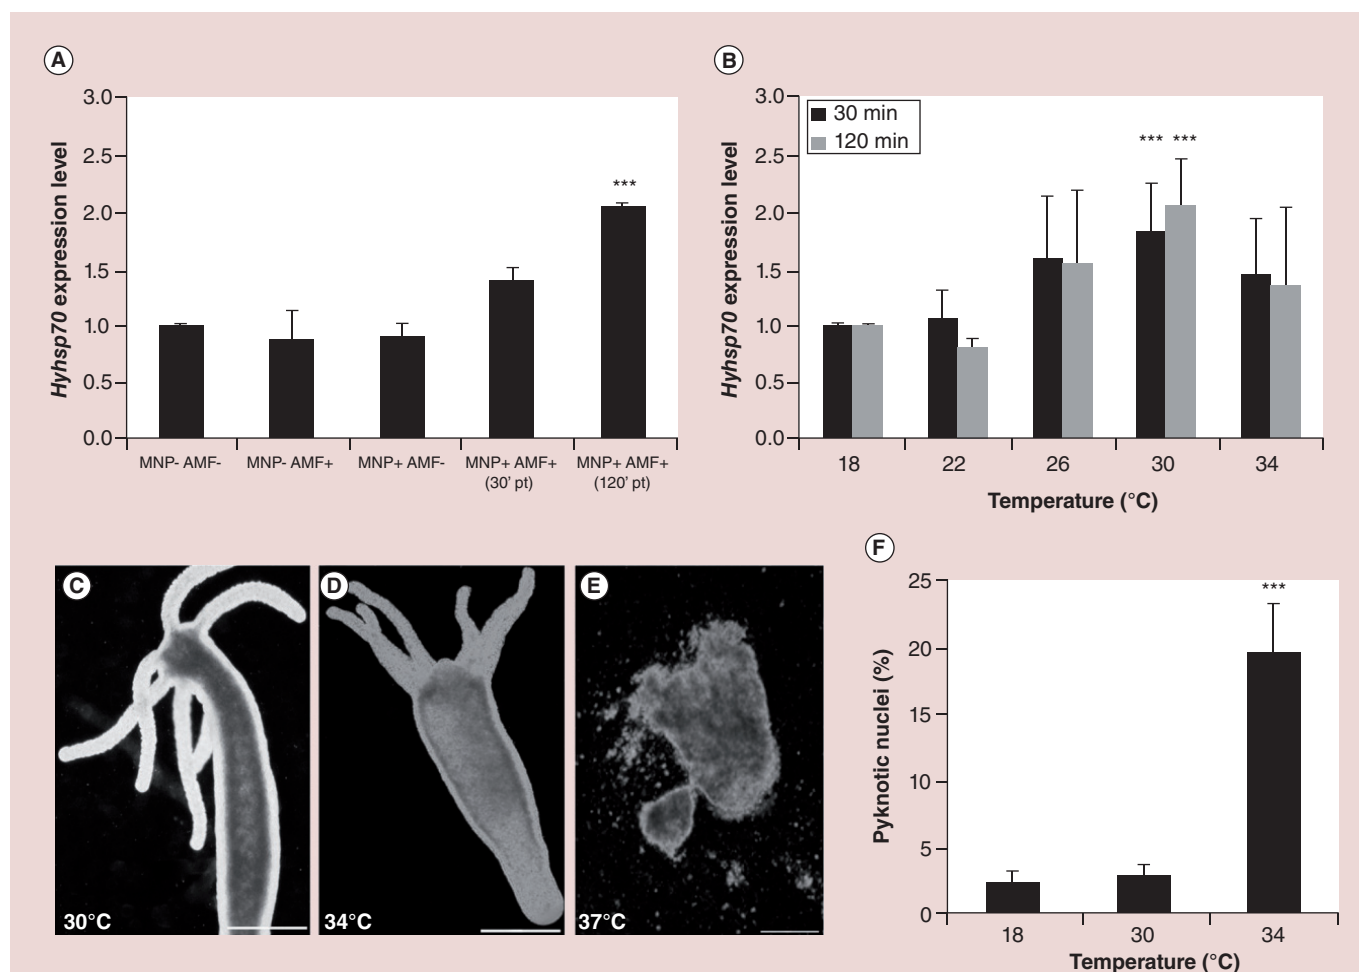 A
3.0
2.5
2.0
1.5
1.0
0.5
0.0
Hyhsp70 expression level
***
MNP- AMF-
MNP- AMF+
MNP+ AMF-
MNP+ AMF+
(30' pt)
MNP+ AMF+
(120' pt)
B
3.0
2.5
2.0
1.5
1.0
0.5
0.0
Hyhsp70 expression level
30 min
120 min
*** ***
18 22 26 30 34
Temperature (°C)
C
30°C
D
34°C
E
37°C
F
25
20
15
10
5
0
Pyknotic nuclei (%)
***
18 30 34
Temperature (°C)